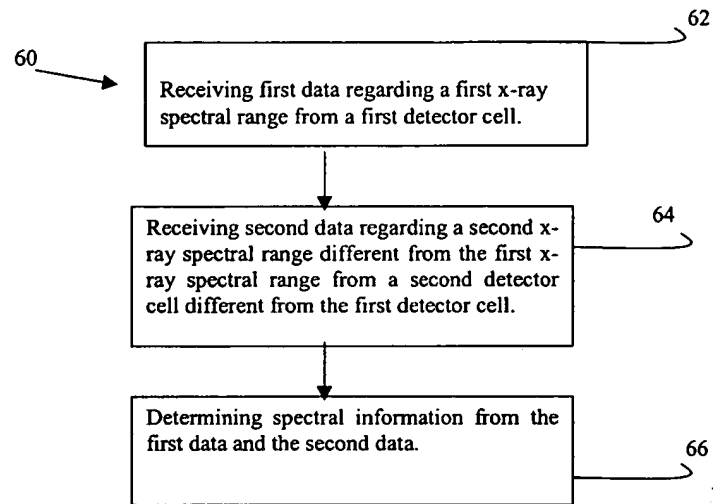 62
60
Receiving first data regarding a first x-ray
spectral range from a first detector cell.
Receiving second data regarding a second x-
ray spectral range different from the first x-
ray spectral range from a second detector
cell different from the first detector cell.
64
Determining spectral information from the
first data and the second data.
66